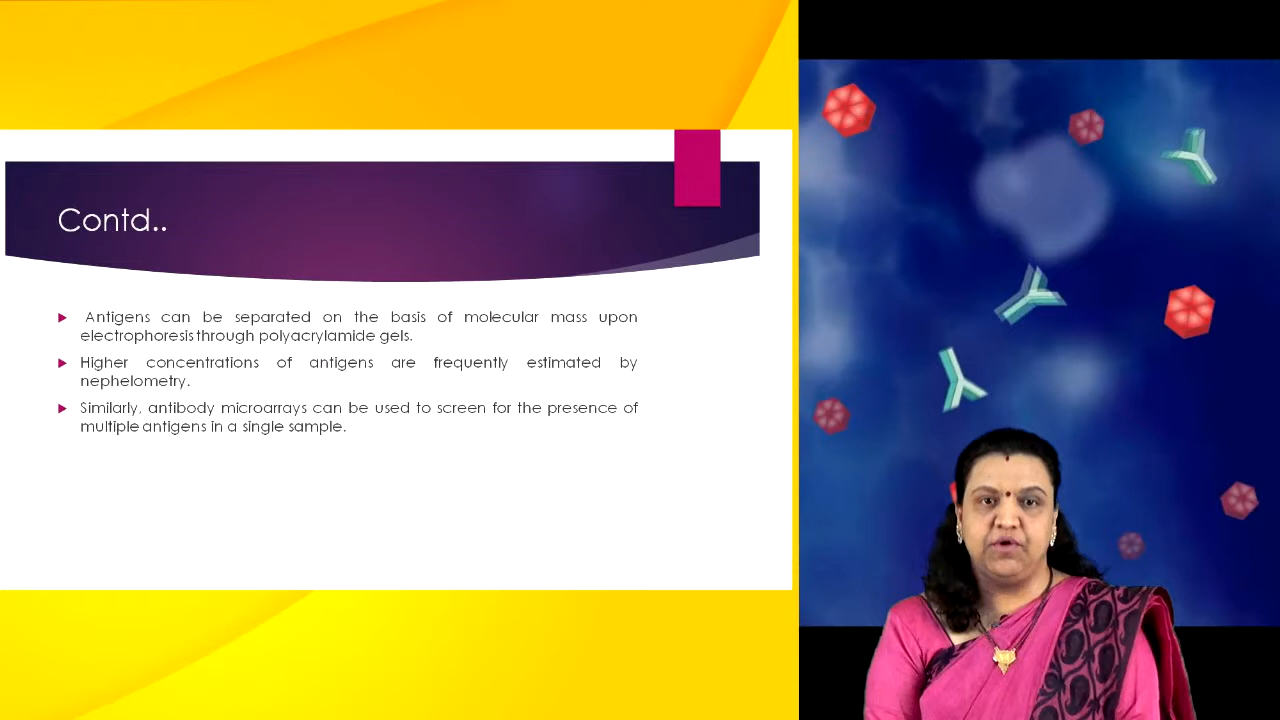 Contd..
Antigens can be separated on the basis of molecular mass upon
electrophoresis through polyacrylamide gels.
Higher concentrations of antigens are frequently estimated by
nephelometry.
Similarly, antibody microarrays can be used to screen for the presence of
multiple antigens in a single sample.